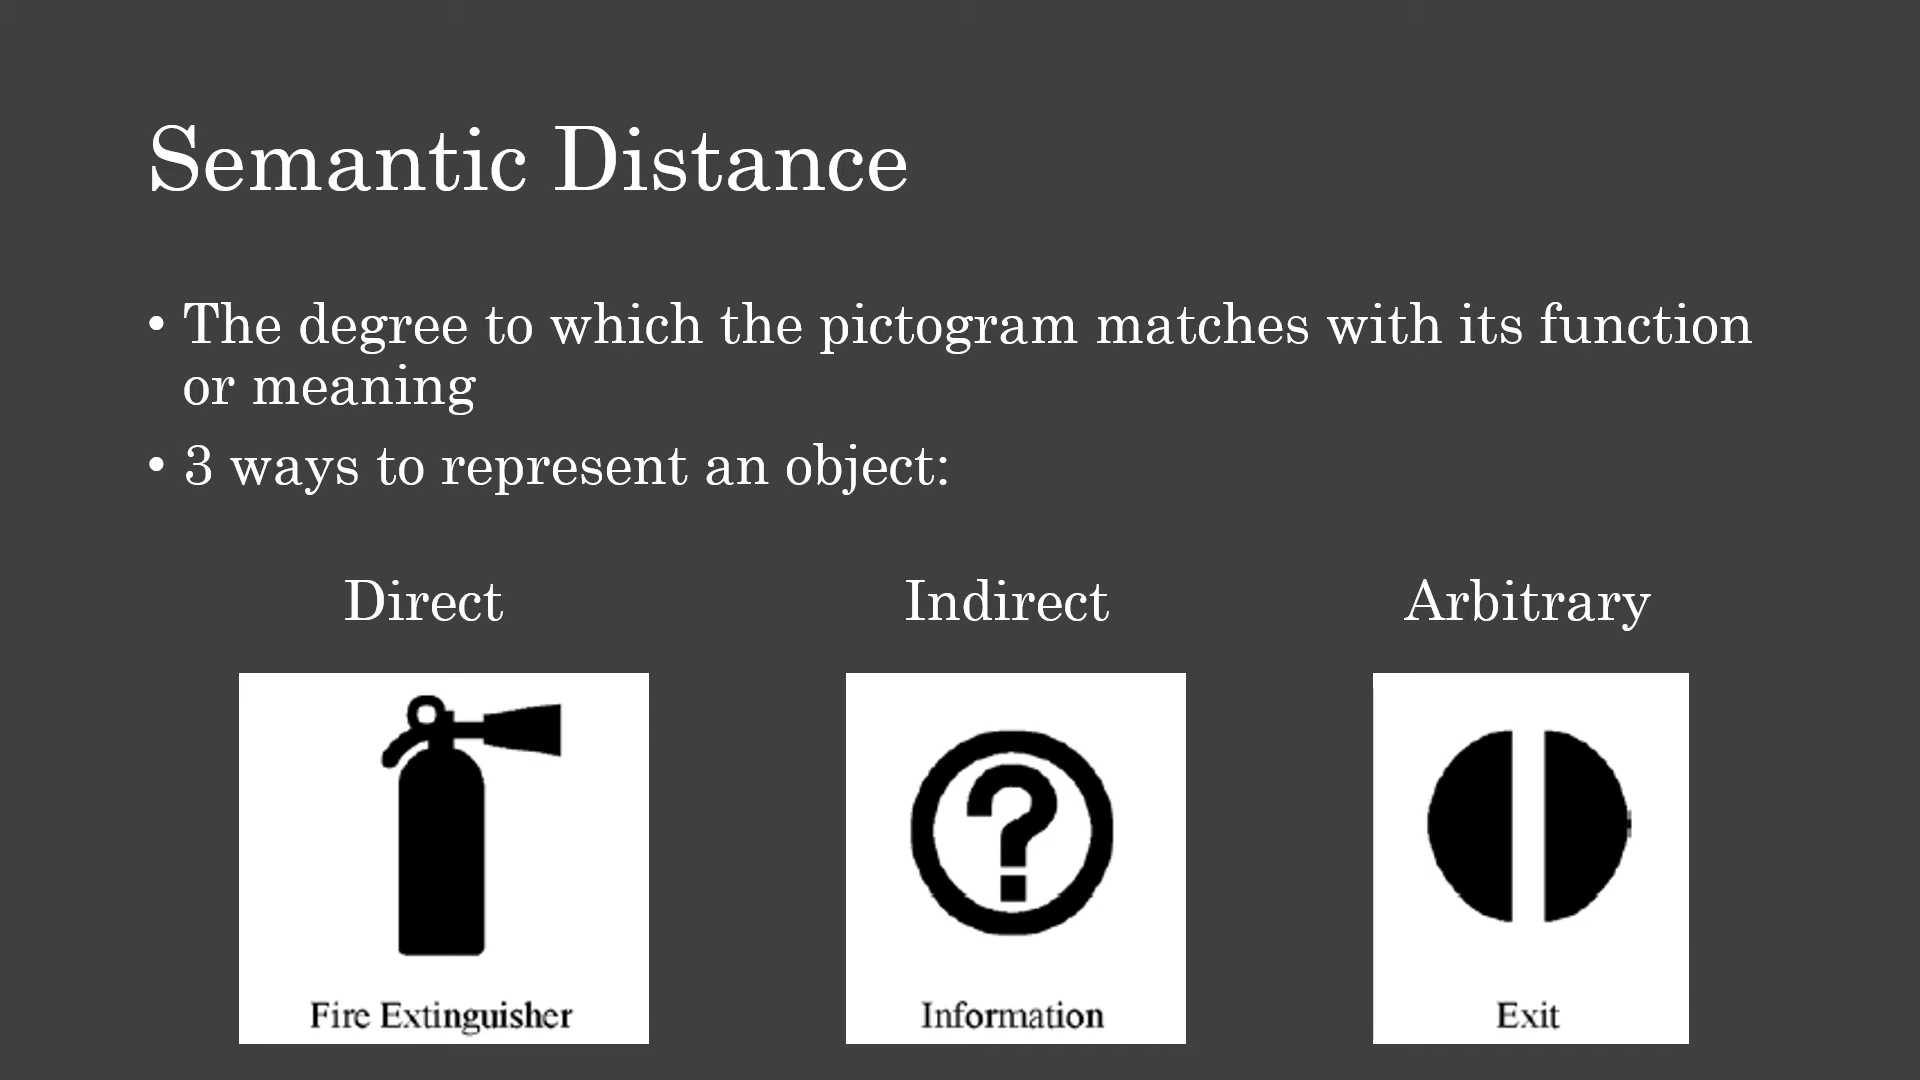 Semantic Distance
• The degree to which the pictogram matches with its function
or meaning
• 3 ways to represent an object:
Direct
Indirect
Arbitrary
?
Fire Extinguisher
Information
Exit